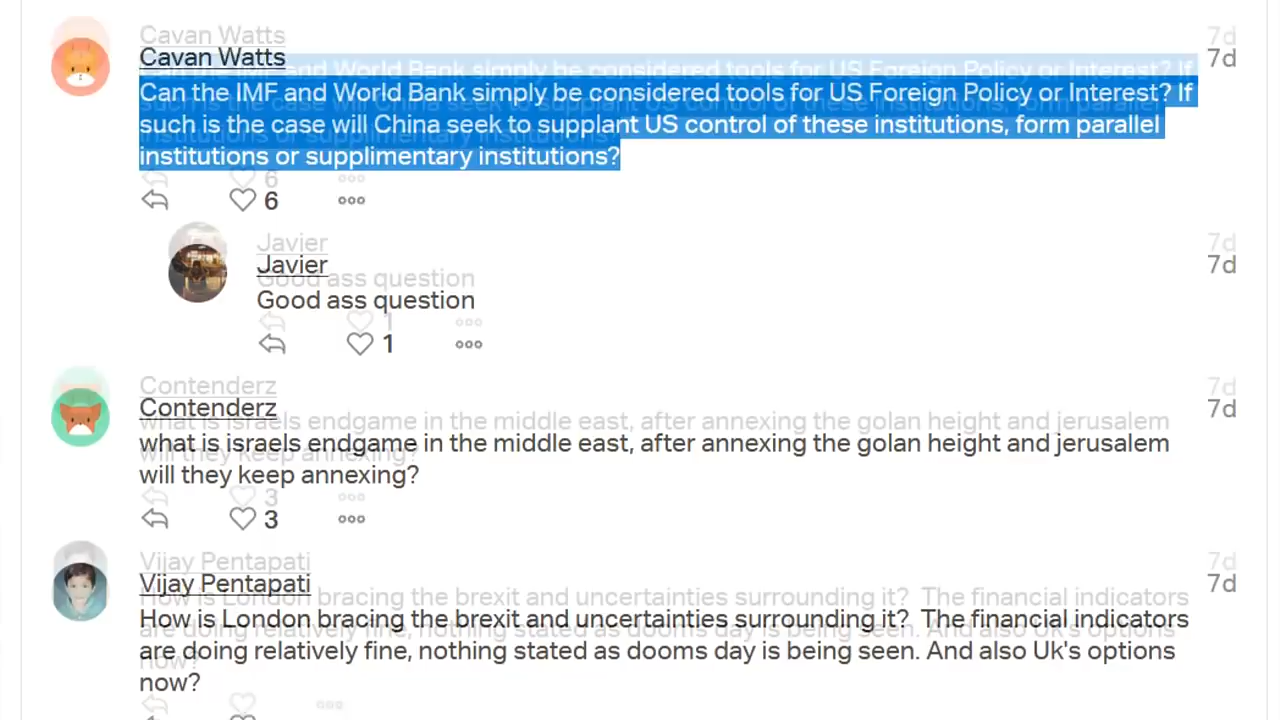 Cavan Watts
7d
Can the IMF and World Bank simply be considered tools for US Foreign Policy or Interest? If
such is the case will China seek to supplant US control of these institutions, form parallel
institutions or supplimentary institutions?
6
Javier
7d
Good ass question
1
Contenderz
7d
what is israels endgame in the middle east, after annexing the golan height and jerusalem
will they keep annexing?
3
Vijay Pentapati
7d
How is London bracing the brexit and uncertainties surrounding it?  The financial indicators
are doing relatively fine, nothing stated as dooms day is being seen. And also Uk's options
now?